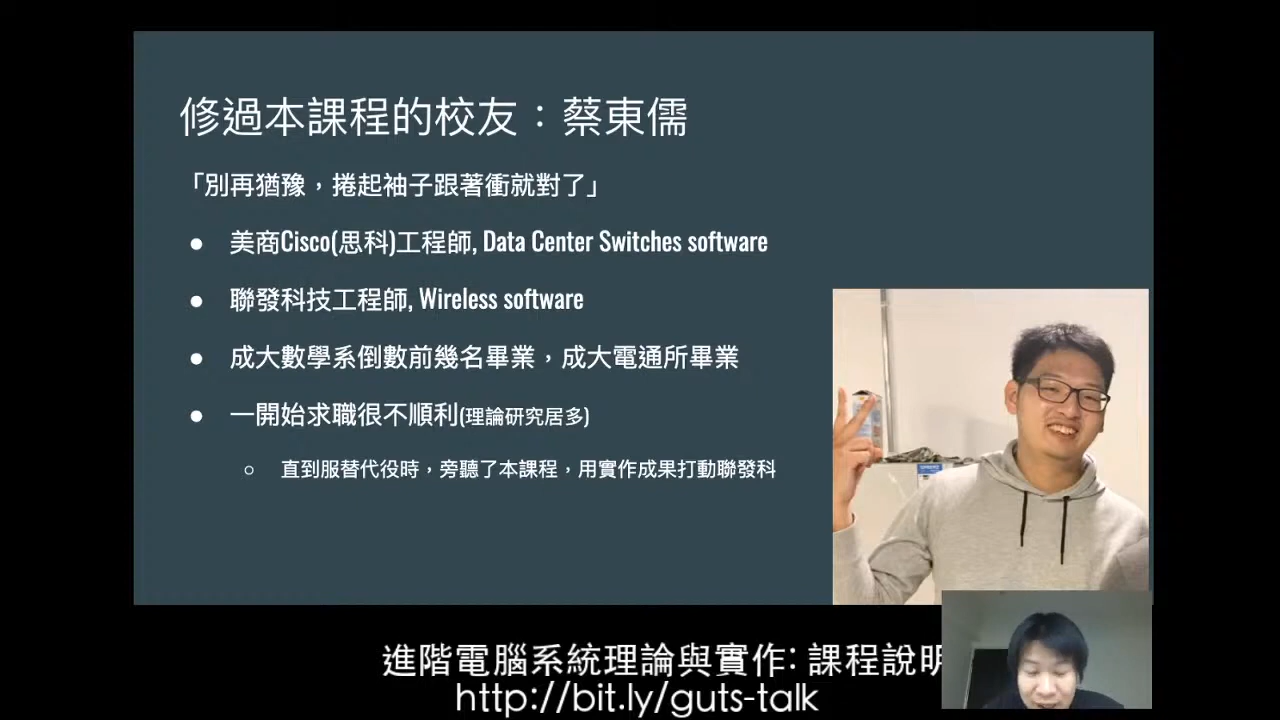 修過本課程的校友：蔡東儒
「別再猶豫，捲起袖子跟著衝就對了」
● 美商Cisco(思科)工程師, Data Center Switches software
● 聯發科技工程師, Wireless software
● 成大數學系倒數前幾名畢業，成大電通所畢業
● 一開始求職很不順利(理論研究居多)
○ 直到服替代役時，旁聽了本課程，用實作成果打動聯發科
進階電腦系統理論與實作: 課程說明
http://bit.ly/guts-talk